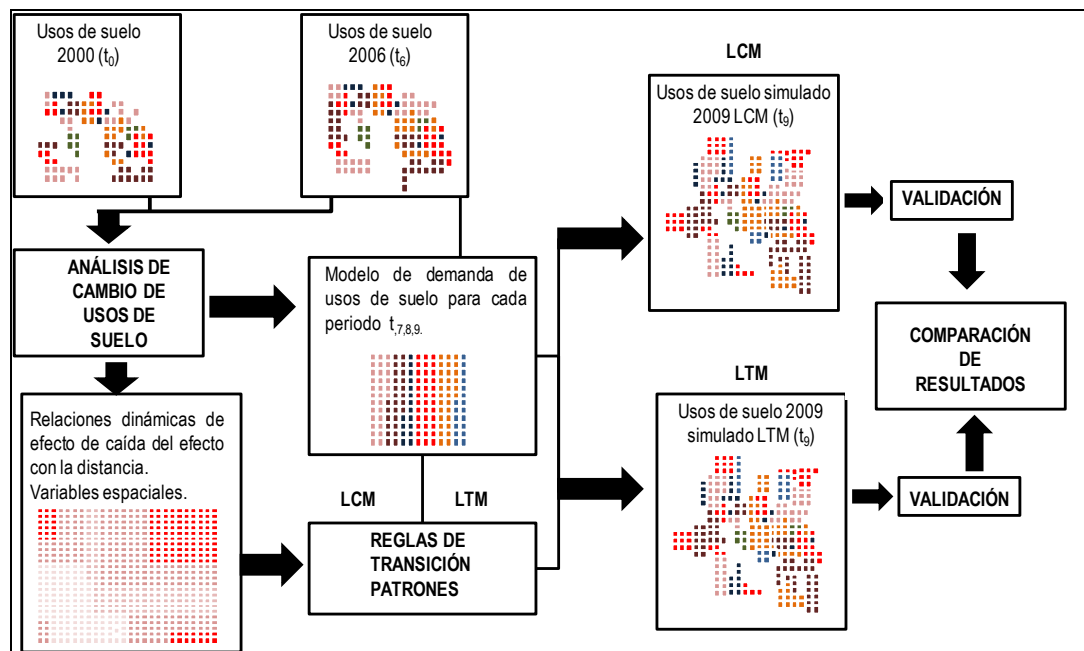 Usos de suelo
2000 (t0)
Usos de suelo
2006 (t6)
ANÁLISIS DE
CAMBIO DE
USOS DE
SUELO
Relaciones dinámicas de
efecto de caída del efecto
con la distancia.
Variables espaciales.
Modelo de demanda de
usos de suelo para cada
periodo t,7,8,9.
LCM
LTM
REGLAS DE
TRANSICIÓN
PATRONES
LCM
Usos de suelo simulado
2009 LCM (t9)
LTM
Usos de suelo 2009
simulado LTM (t9)
VALIDACIÓN
COMPARACIÓN
DE
RESULTADOS
VALIDACIÓN